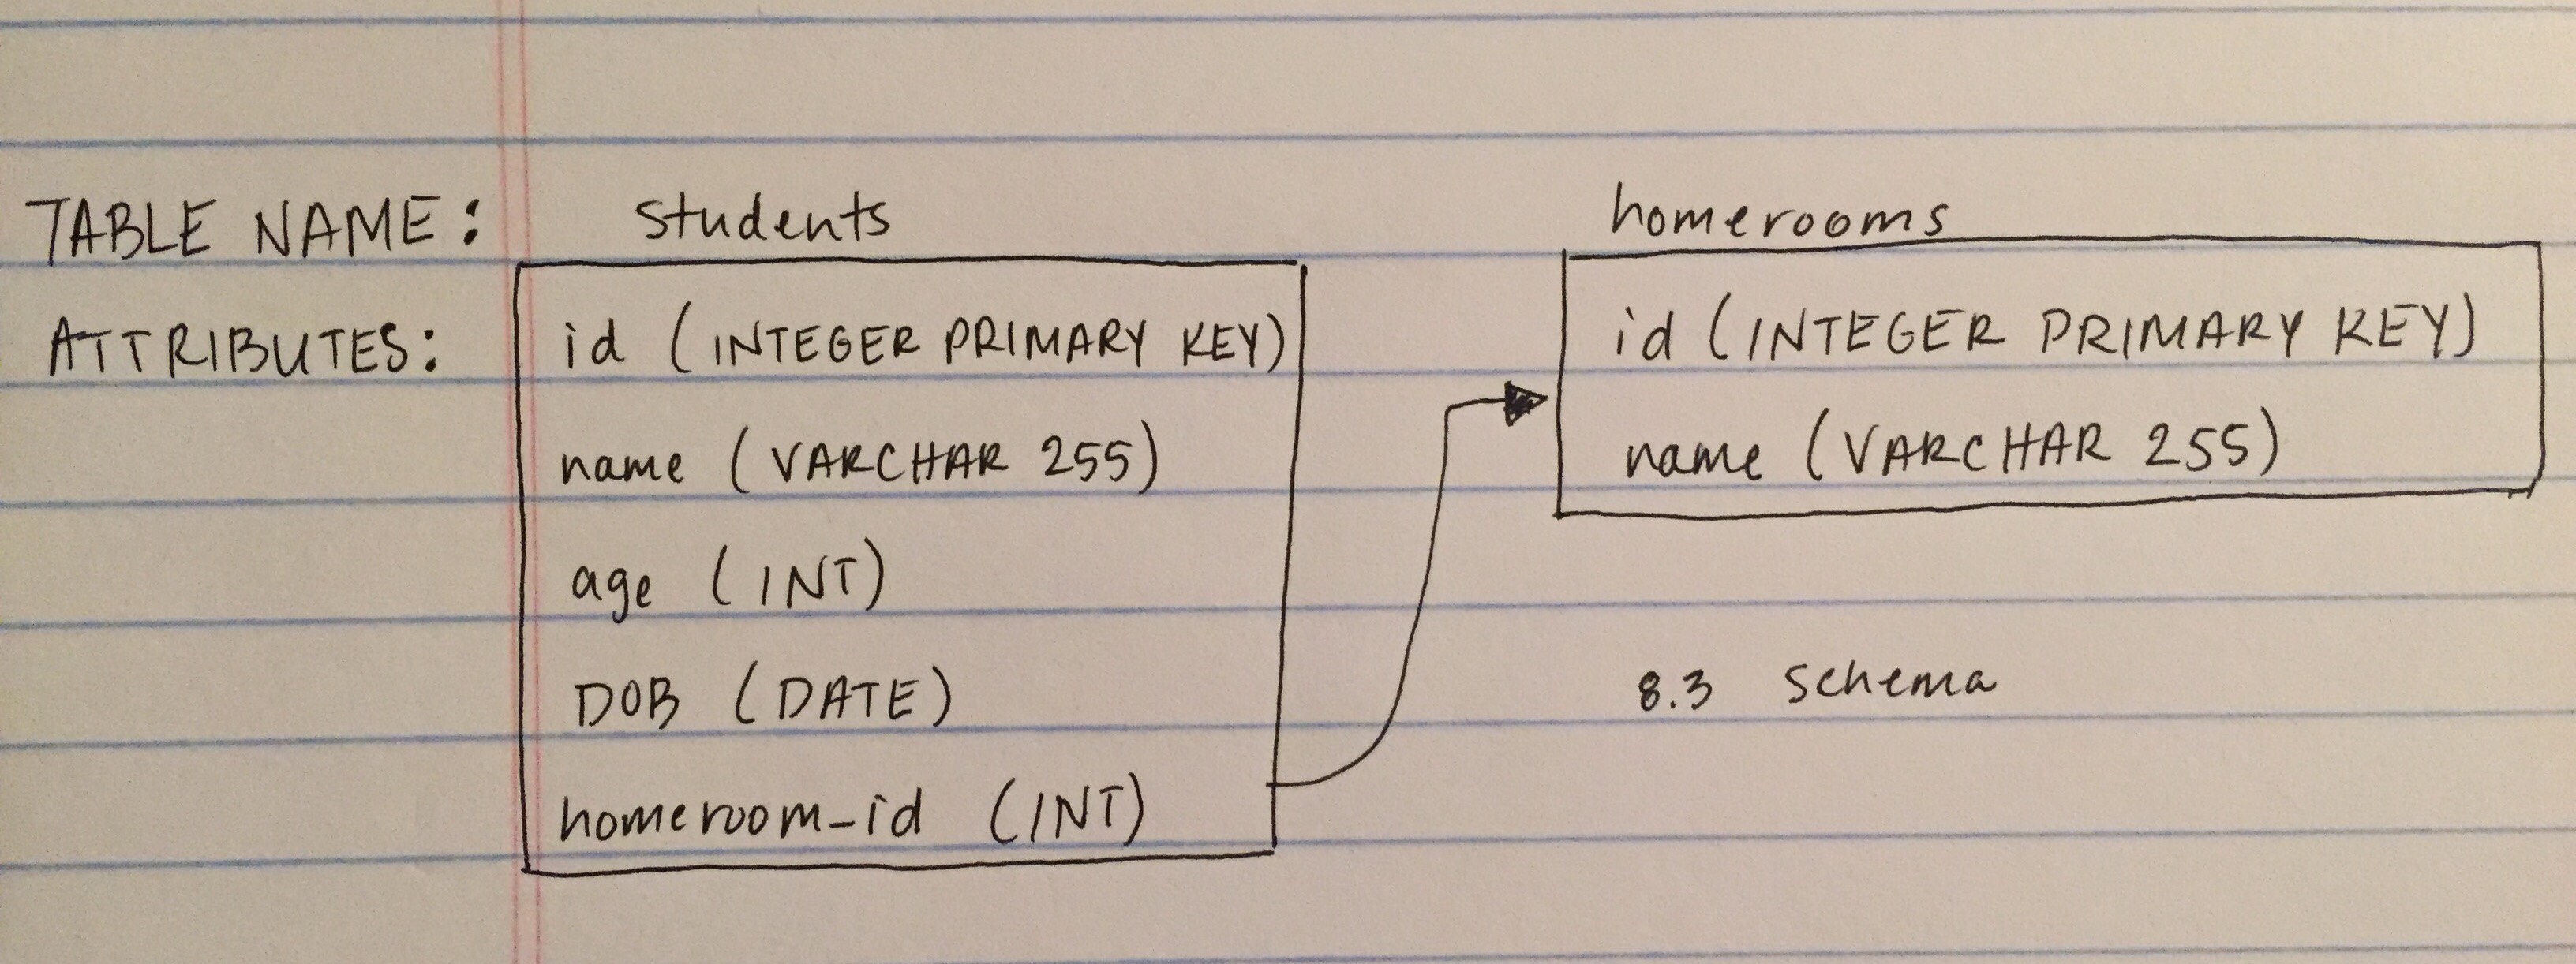 TABLE NAME: students homerooms
ATTRIBUTES: id (INTEGER PRIMARY KEY) id (INTEGER PRIMARY KEY)
name (VARCHAR 255) name (VARCHAR 255)
age (INT)
DOB (DATE) 8.3 schema
homeroom_id (INT)